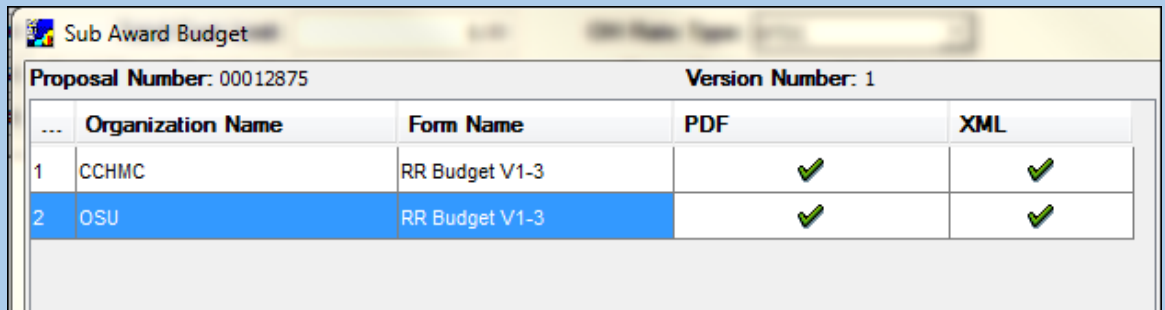 Sub Award Budget
Proposal Number: 00012875 Version Number: 1
... Organization Name Form Name PDF XML
1 CCHMC RR Budget V1-3
2 OSU RR Budget V1-3